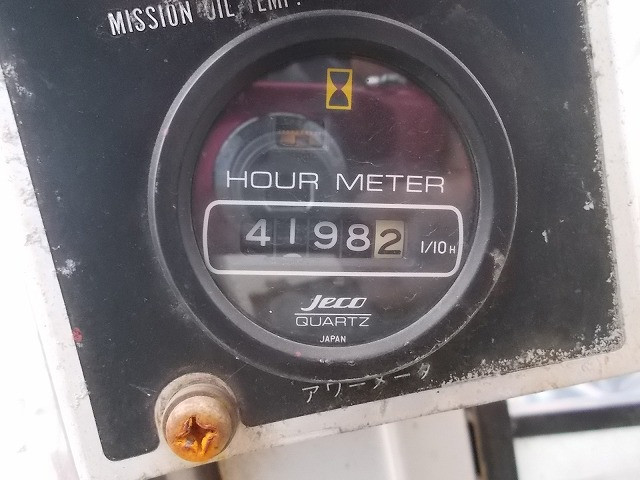 MISSION OIL TEMP.
HOUR METER
41982 1/10H
Jeco
QUARTZ
JAPAN
アワーメータ